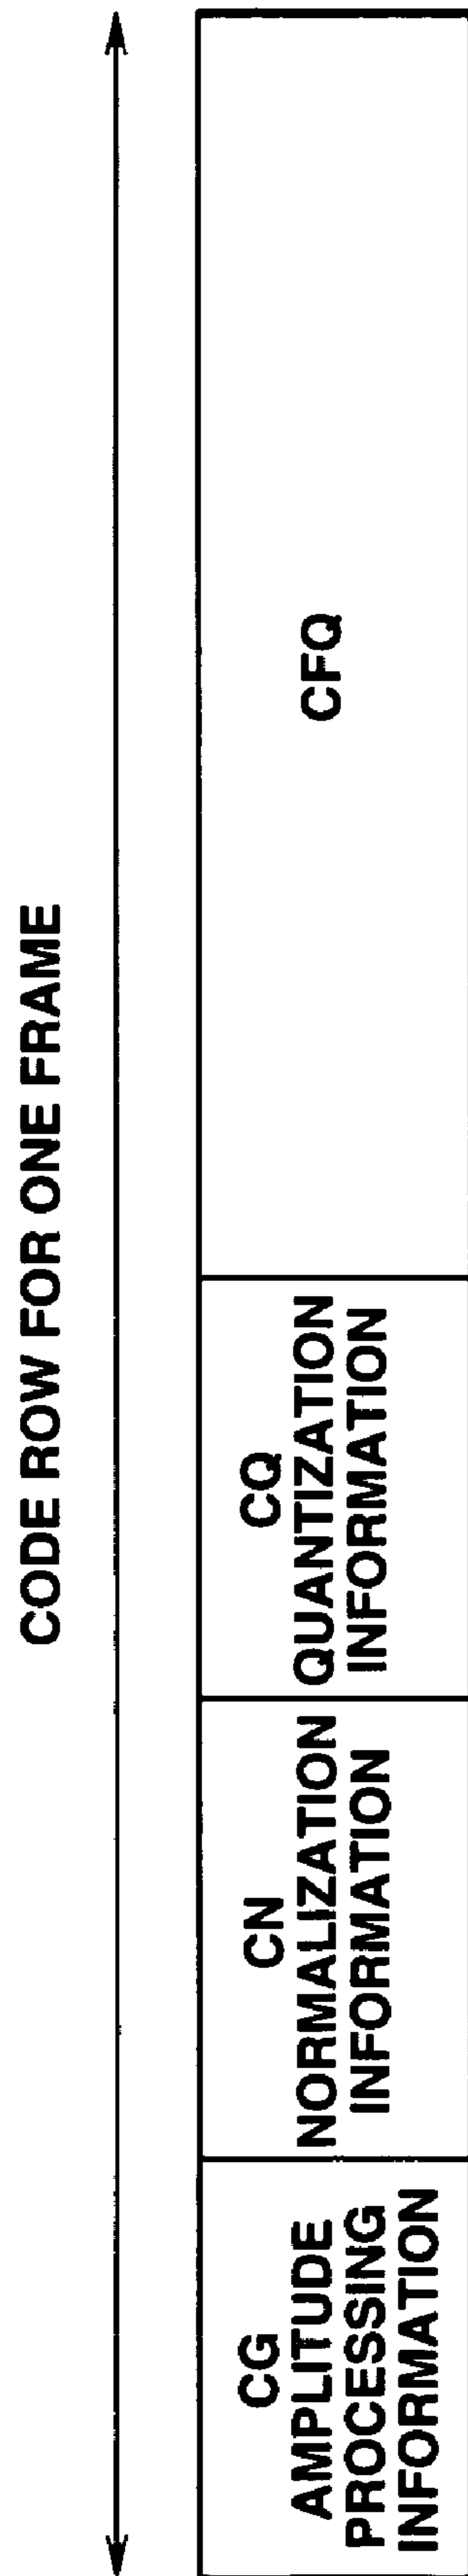 CODE ROW FOR ONE FRAME
CG
AMPLITUDE
PROCESSING
INFORMATION
CN
NORMALIZATION
INFORMATION
CQ
QUANTIZATION
INFORMATION
CFQ